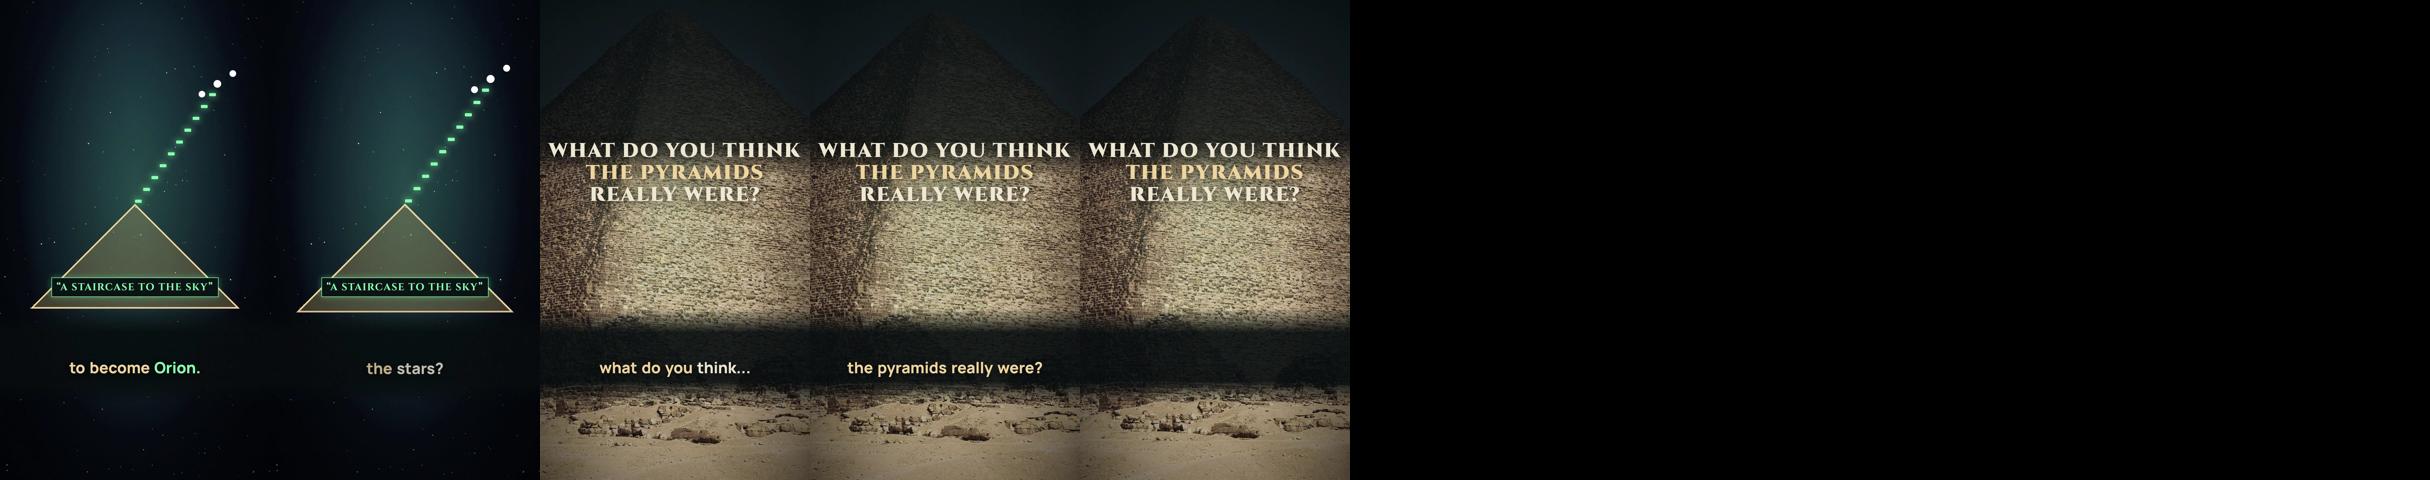 "A STAIRCASE TO THE SKY"
to become Orion.
"A STAIRCASE TO THE SKY"
the stars?
WHAT DO YOU THINK
THE PYRAMIDS
REALLY WERE?
what do you think...
WHAT DO YOU THINK
THE PYRAMIDS
REALLY WERE?
the pyramids really were?
WHAT DO YOU THINK
THE PYRAMIDS
REALLY WERE?